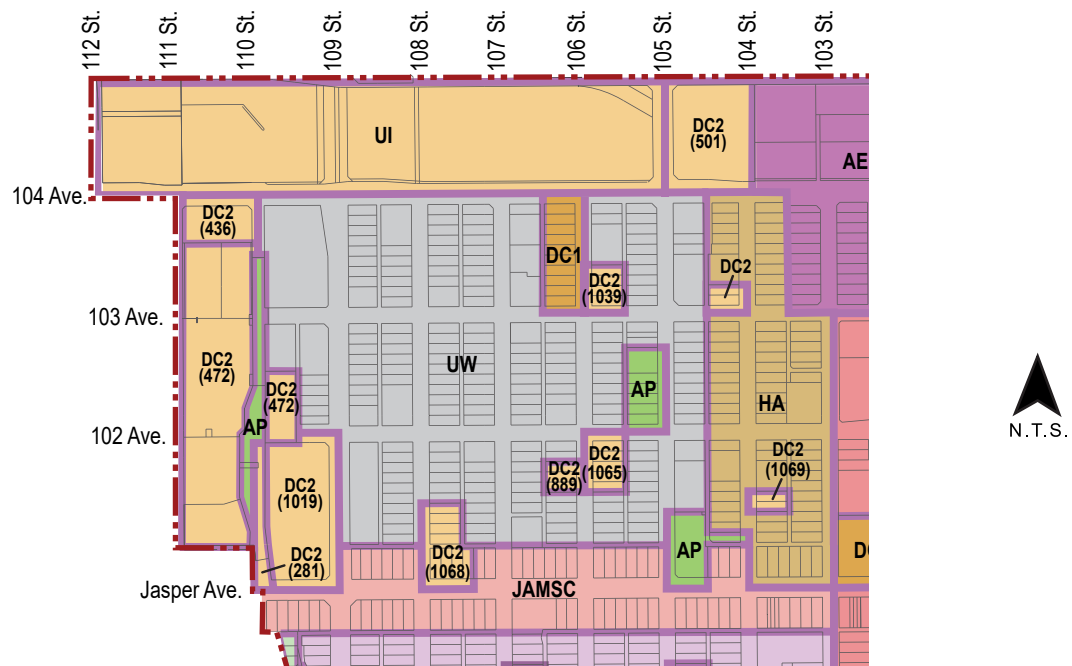 112 St.
111 St.
110 St.
109 St.
108 St.
107 St.
106 St.
105 St.
104 St.
103 St.
UI
DC2
(501)
AE
104 Ave.
DC2
(436)
DC1
DC2
DC2
(1039)
103 Ave.
DC2
(472)
UW
DC2
(472)
AP
HA
AP
102 Ave.
DC2
(1065)
DC2
(889)
DC2
(1069)
DC2
(1019)
DC2
(281)
DC2
(1068)
AP
DC
Jasper Ave.
JAMSC
N.T.S.